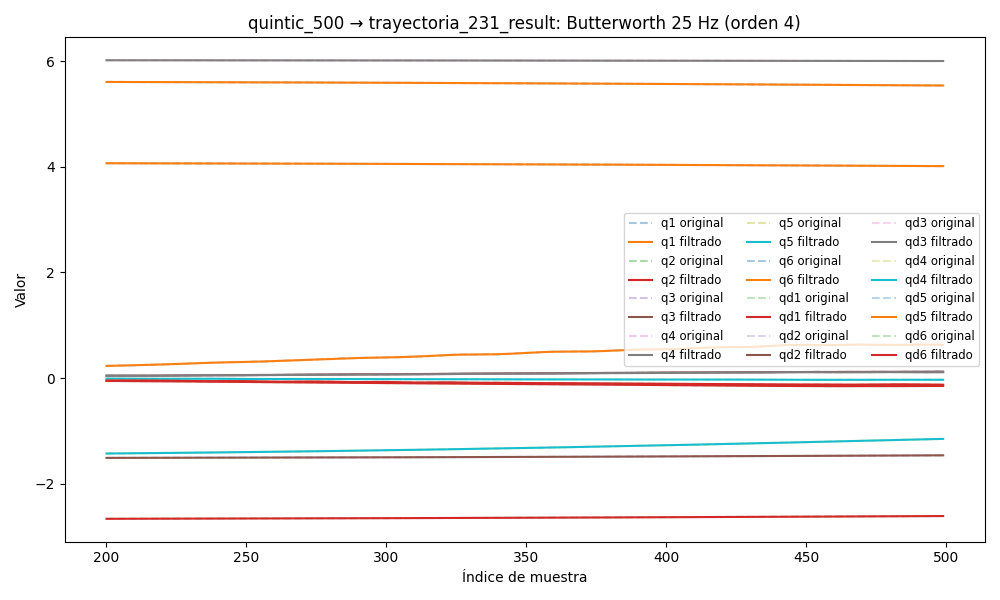 quintic_500 → trayectoria_231_result: Butterworth 25 Hz (orden 4)
Valor
6
4
2
0
−2
q1 original
q1 filtrado
q2 original
q2 filtrado
q3 original
q3 filtrado
q4 original
q4 filtrado
q5 original
q5 filtrado
q6 original
q6 filtrado
qd1 original
qd1 filtrado
qd2 original
qd2 filtrado
qd3 original
qd3 filtrado
qd4 original
qd4 filtrado
qd5 original
qd5 filtrado
qd6 original
qd6 filtrado
200
250
300
350
400
450
500
Índice de muestra